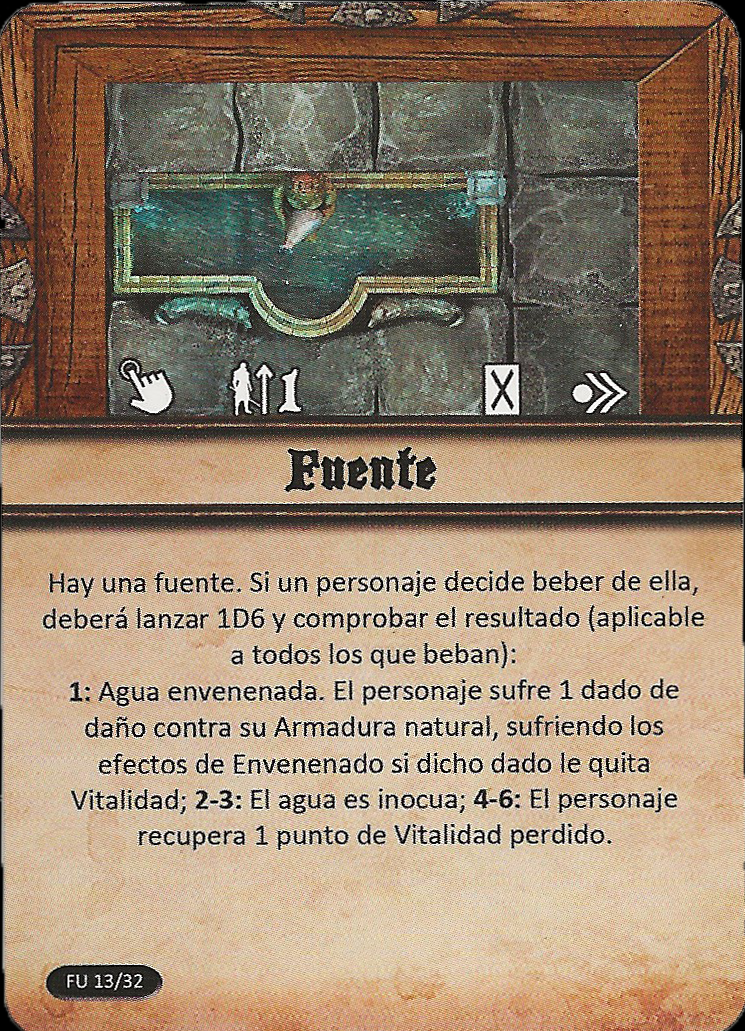 1
X
Fuente
Hay una fuente. Si un personaje decide beber de ella,
deberá lanzar 1D6 y comprobar el resultado (aplicable
a todos los que beban):
1: Agua envenenada. El personaje sufre 1 dado de
daño contra su Armadura natural, sufriendo los
efectos de Envenenado si dicho dado le quita
Vitalidad; 2-3: El agua es inocua; 4-6: El personaje
recupera 1 punto de Vitalidad perdido.
FU 13/32